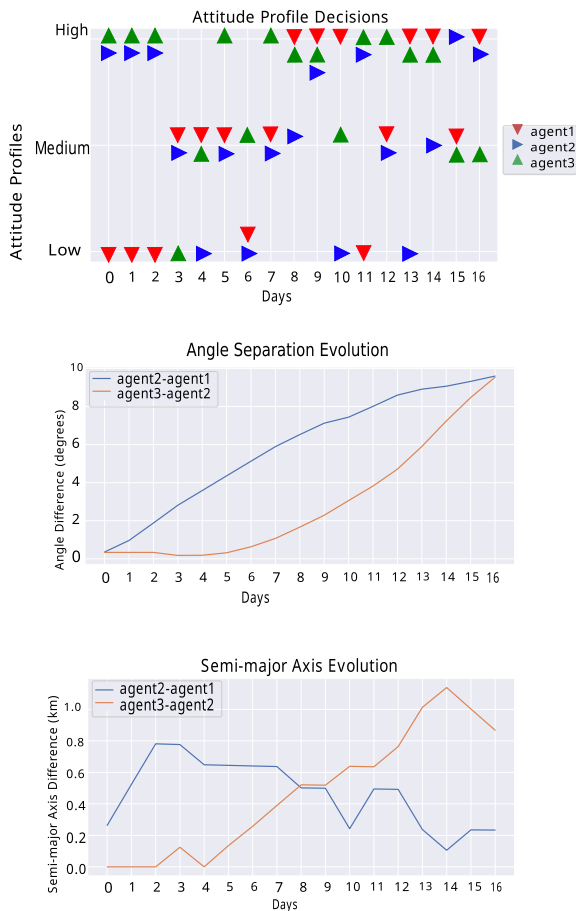 Attitude Profile Decisions
High
Medium
Low
Attitude Profiles
0 1 2 3 4 5 6 7 8 9 10 11 12 13 14 15 16
Days
agent1
agent2
agent3
Angle Separation Evolution
agent2-agent1
agent3-agent2
10
8
6
4
2
0
Angle Difference (degrees)
0 1 2 3 4 5 6 7 8 9 10 11 12 13 14 15 16
Days
Semi-major Axis Evolution
agent2-agent1
agent3-agent2
1.0
0.8
0.6
0.4
0.2
0.0
Semi-major Axis Difference (km)
0 1 2 3 4 5 6 7 8 9 10 11 12 13 14 15 16
Days